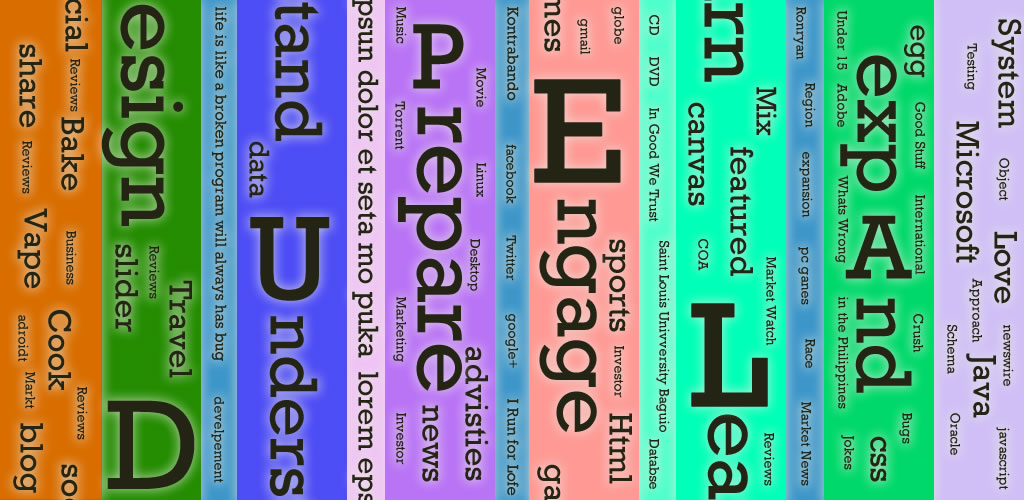 share Reviews Vape adroidt Markt blog
cial Reviews Bake Business Cook Reviews so
esign D
slider Reviews Travel
life is like a broken program will always has bug develpement
tand Unders
data
psun dolor et seta mo puka lorem eps
Music Torrent Marketing Investor
Prepare news
Movie Linux Desktop advisties
Kontrabando facebook Twitter google+ I Run for Lofe
mes Engage ga
gmail
globe sports Investor Html
CD DVD In Good We Trust Saint Louis Univversity Baguio Databse
rn Lea
canvas COA
Mix featured Market Watch Reviews
Ronryan Region expansion pc ganes Race Market News
Under 15 Adobe Whats Wrong in the Philippines Jokes
expAnd css
egg Good Stuff International Crush Bugs
System Object Love newswire javascript
Testing Microsoft Approach Java
Schema Oracle